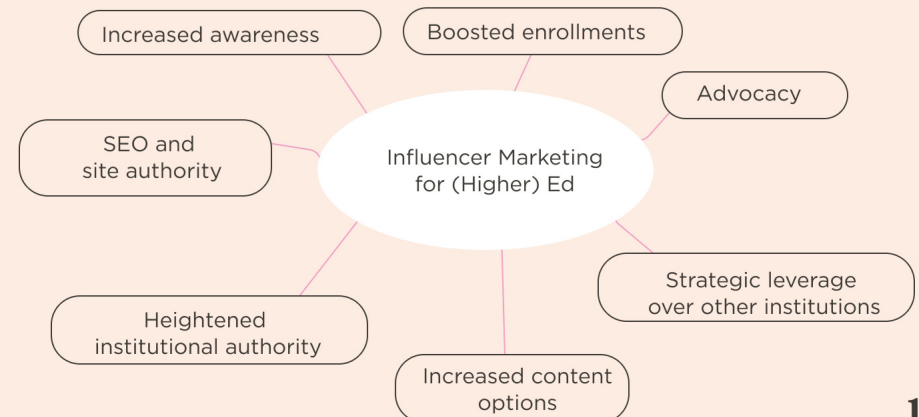 Increased awareness
Boosted enrollments
Advocacy
SEO and
site authority
Influencer Marketing
for (Higher) Ed
Strategic leverage
over other institutions
Heightened
institutional authority
Increased content
options